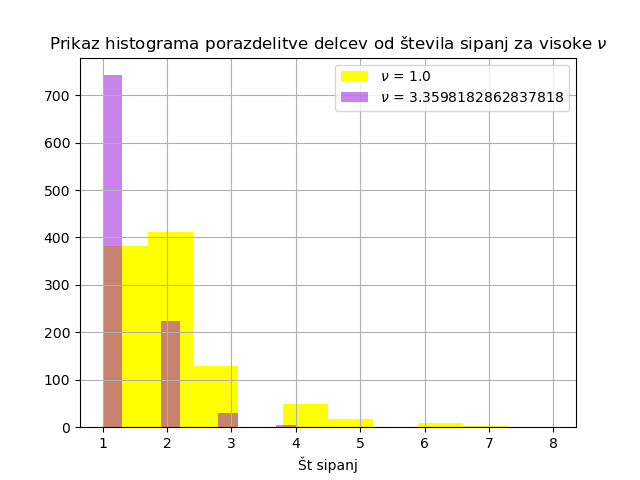 Prikaz histograma porazdelitve delcev od števila sipanj za visoke ν
ν = 1.0
ν = 3.3598182862837818
700
600
500
400
300
200
100
0
1 2 3 4 5 6 7 8
Št sipanj